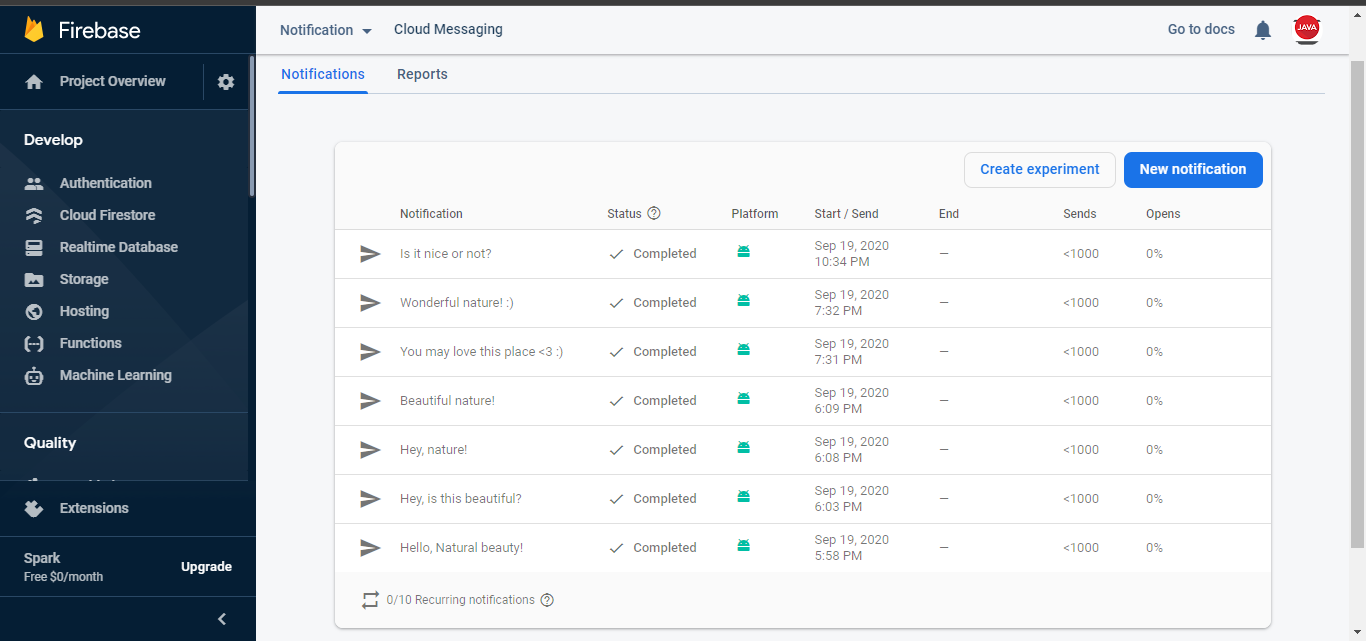 Firebase
Notification
Cloud Messaging
Go to docs
JAVA
Project Overview
Notifications
Reports
Develop
Authentication
Cloud Firestore
Realtime Database
Storage
Hosting
Functions
Machine Learning
Quality
Extensions
Spark
Free $0/month
Upgrade
Create experiment
New notification
Notification Status Platform Start / Send End Sends Opens
Is it nice or not? Completed Sep 19, 2020 — <1000 0%
10:34 PM
Wonderful nature! :) Completed Sep 19, 2020 — <1000 0%
7:32 PM
You may love this place <3 :) Completed Sep 19, 2020 — <1000 0%
7:31 PM
Beautiful nature! Completed Sep 19, 2020 — <1000 0%
6:09 PM
Hey, nature! Completed Sep 19, 2020 — <1000 0%
6:08 PM
Hey, is this beautiful? Completed Sep 19, 2020 — <1000 0%
6:03 PM
Hello, Natural beauty! Completed Sep 19, 2020 — <1000 0%
5:58 PM
0/10 Recurring notifications